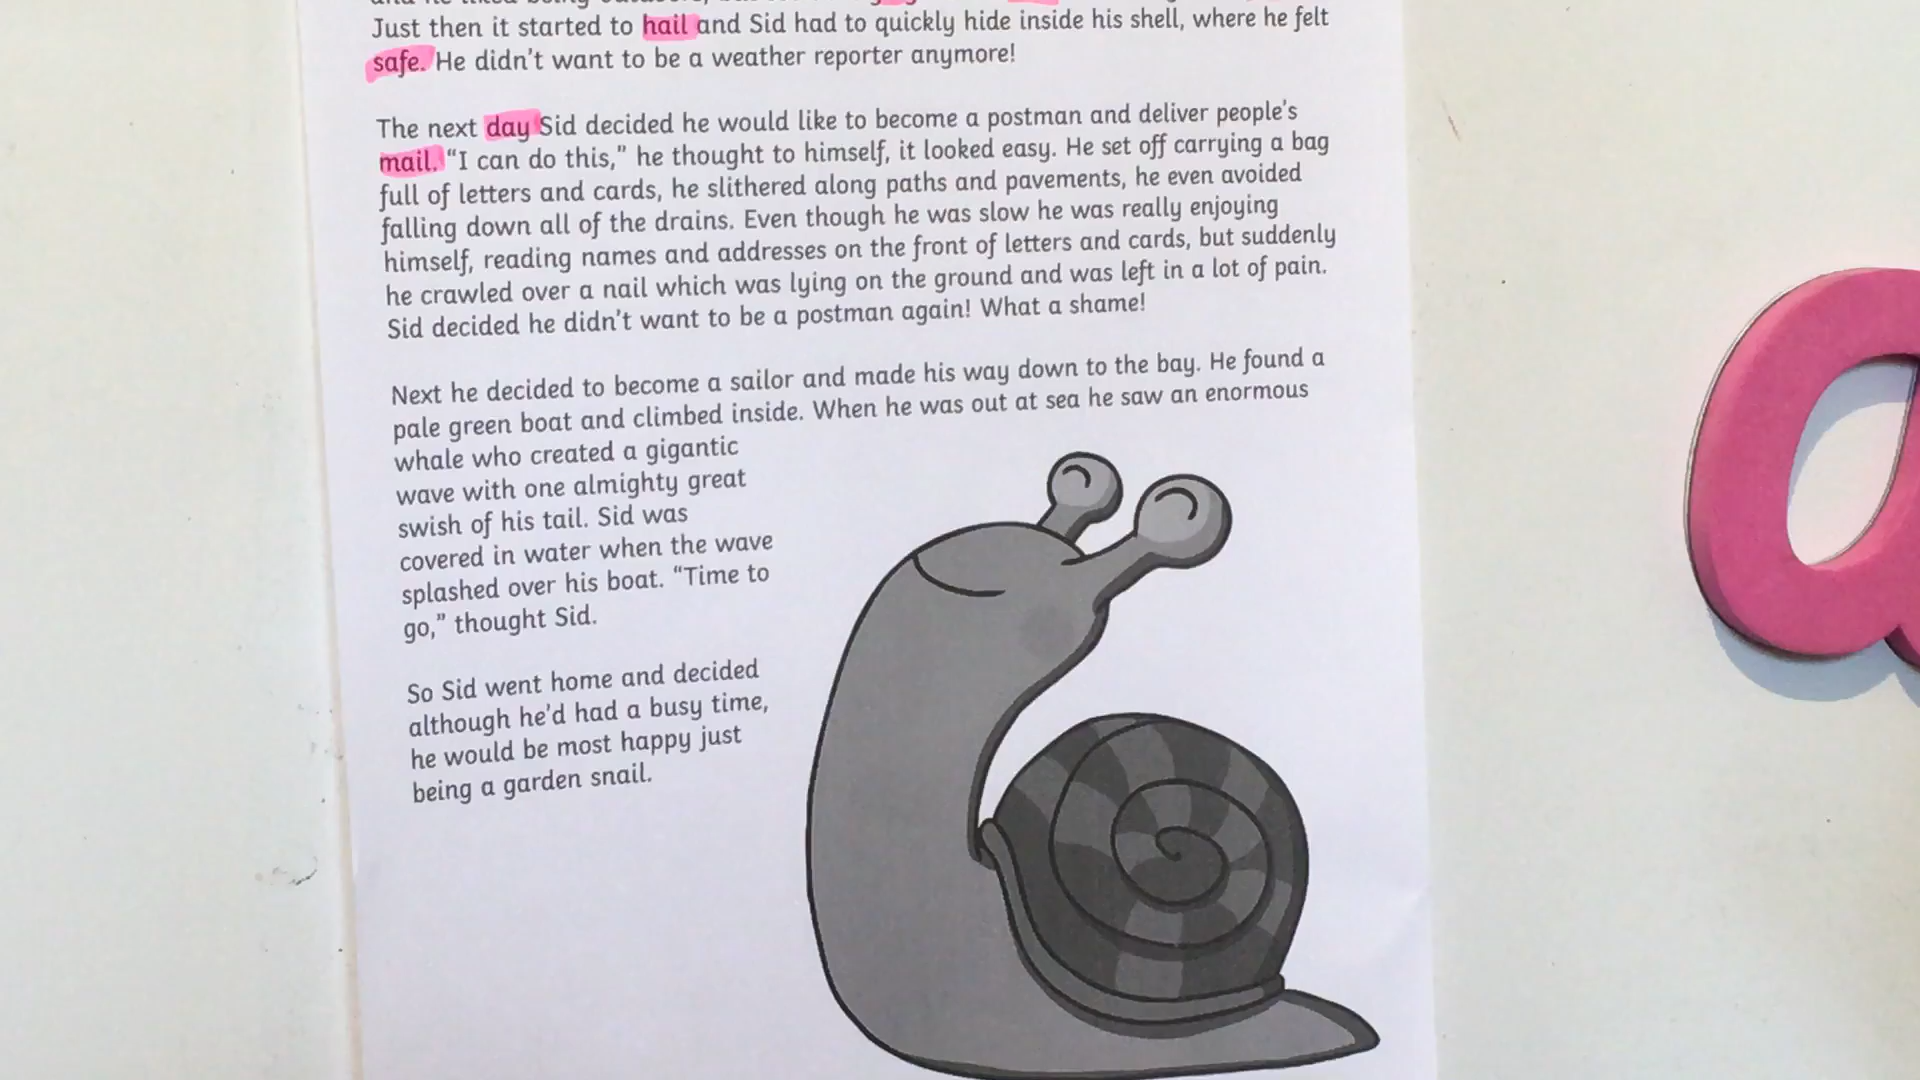 Just then it started to hail and Sid had to quickly hide inside his shell, where he felt
safe. He didn't want to be a weather reporter anymore!
The next day Sid decided he would like to become a postman and deliver people's
mail. “I can do this,” he thought to himself, it looked easy. He set off carrying a bag
full of letters and cards, he slithered along paths and pavements, he even avoided
falling down all of the drains. Even though he was slow he was really enjoying
himself, reading names and addresses on the front of letters and cards, but suddenly
he crawled over a nail which was lying on the ground and was left in a lot of pain.
Sid decided he didn't want to be a postman again! What a shame!
Next he decided to become a sailor and made his way down to the bay. He found a
pale green boat and climbed inside. When he was out at sea he saw an enormous
whale who created a gigantic
wave with one almighty great
swish of his tail. Sid was
covered in water when the wave
splashed over his boat. “Time to
go,” thought Sid.
So Sid went home and decided
although he'd had a busy time,
he would be most happy just
being a garden snail.
a